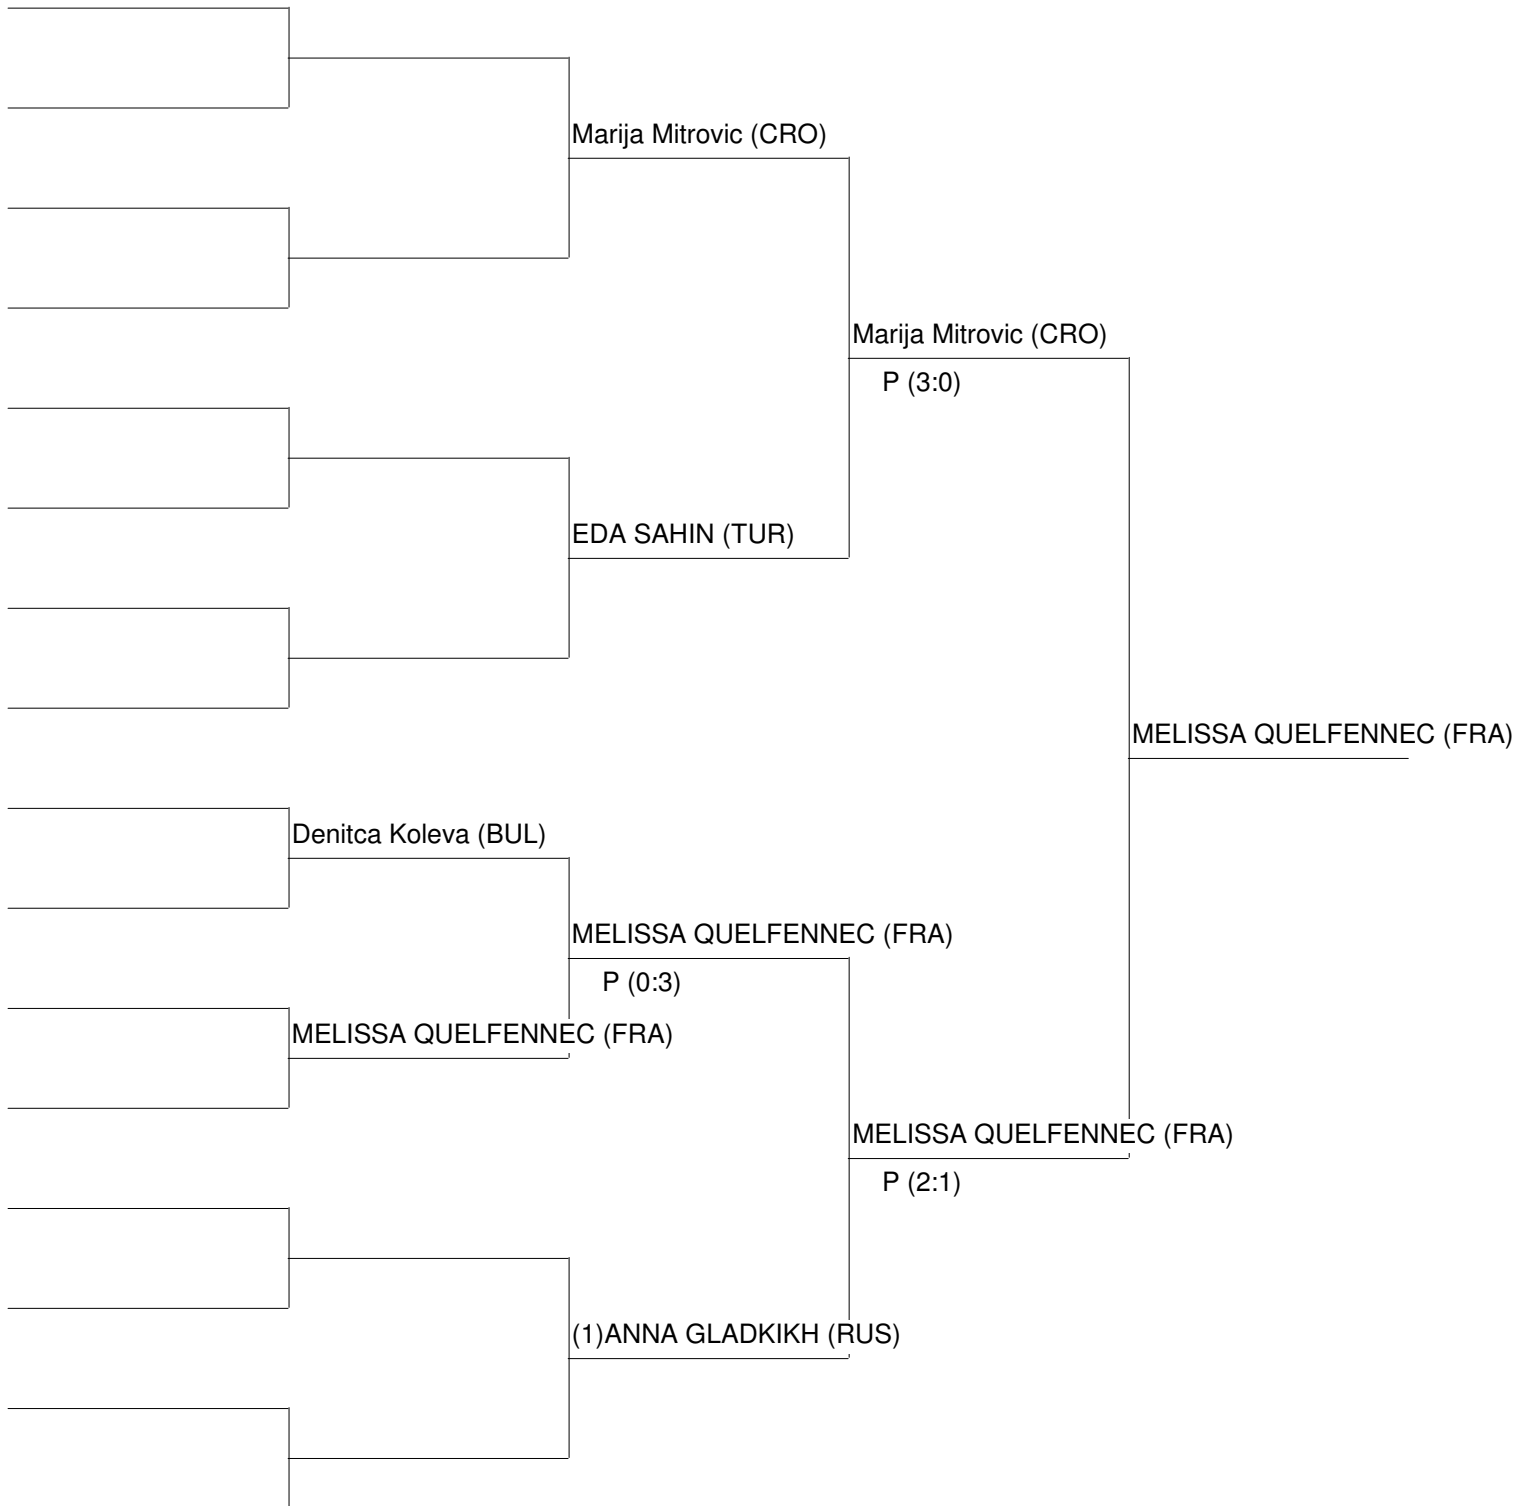 Marija Mitrovic (CRO)
Marija Mitrovic (CRO)
P (3:0)
EDA SAHIN (TUR)
MELISSA QUELFENNEC (FRA)
Denitca Koleva (BUL)
MELISSA QUELFENNEC (FRA)
P (0:3)
MELISSA QUELFENNEC (FRA)
MELISSA QUELFENNEC (FRA)
P (2:1)
(1)ANNA GLADKIKH (RUS)